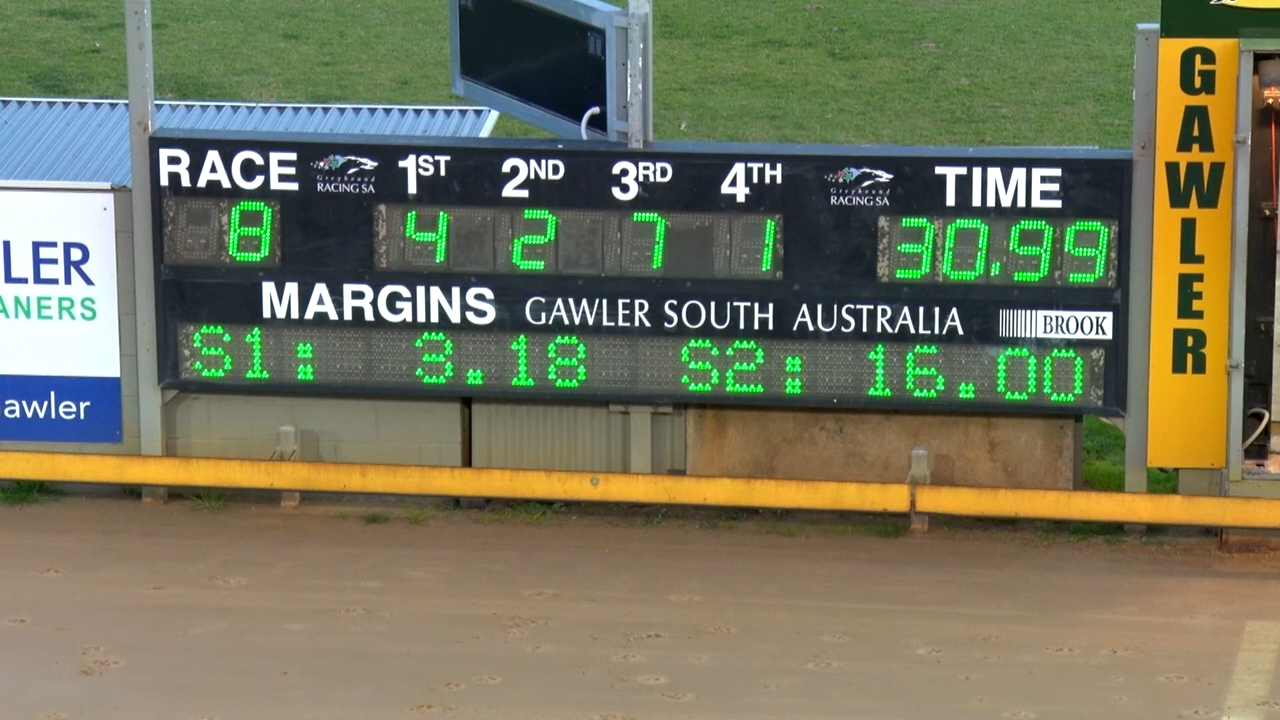 RACE
1ST 2ND 3RD 4TH
TIME
Greyhound
RACING SA
Greyhound
RACING SA
8 4 2 7 1 30.99
MARGINS GAWLER SOUTH AUSTRALIA BROOK
S1: 3.18 S2: 16.00
GAWLER
LER
ANERS
awler